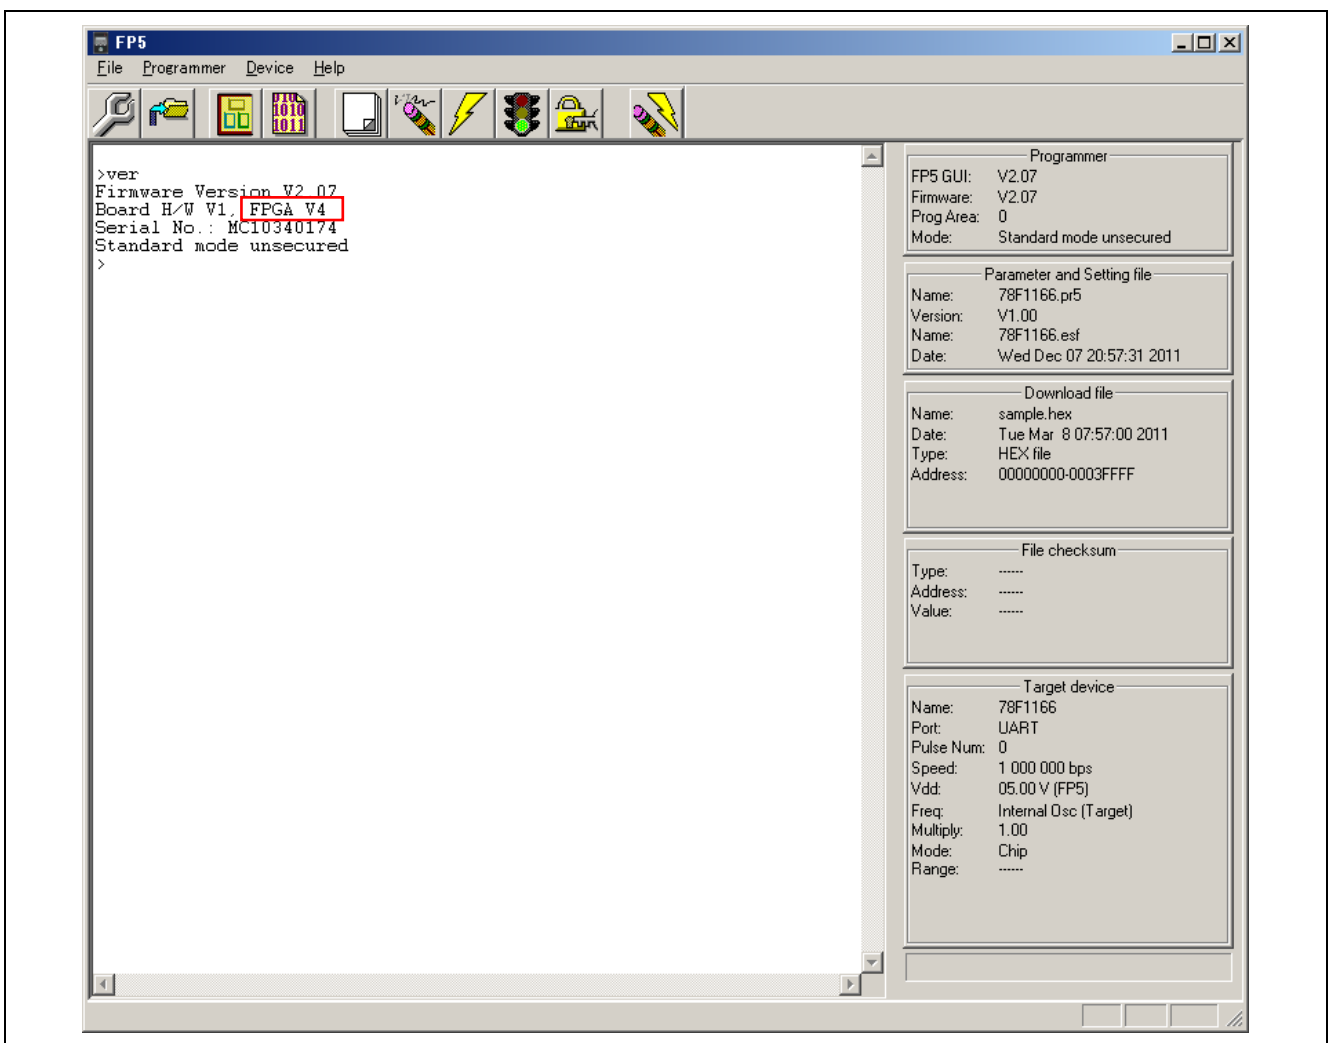 FP5
File Programmer Device Help
010
1010
1011
>ver
Firmware Version V2.07
Board H/W V1, FPGA V4
Serial No.: MC10340174
Standard mode unsecured
>
Programmer
FP5 GUI: V2.07
Firmware: V2.07
Prog Area: 0
Mode: Standard mode unsecured
Parameter and Setting file
Name: 78F1166.pr5
Version: V1.00
Name: 78F1166.esf
Date: Wed Dec 07 20:57:31 2011
Download file
Name: sample.hex
Date: Tue Mar 8 07:57:00 2011
Type: HEX file
Address: 00000000-0003FFFF
File checksum
Type: ------
Address: ------
Value: ------
Target device
Name: 78F1166
Port: UART
Pulse Num: 0
Speed: 1 000 000 bps
Vdd: 05.00 V (FP5)
Freq: Internal Osc (Target)
Multiply: 1.00
Mode: Chip
Range: ------